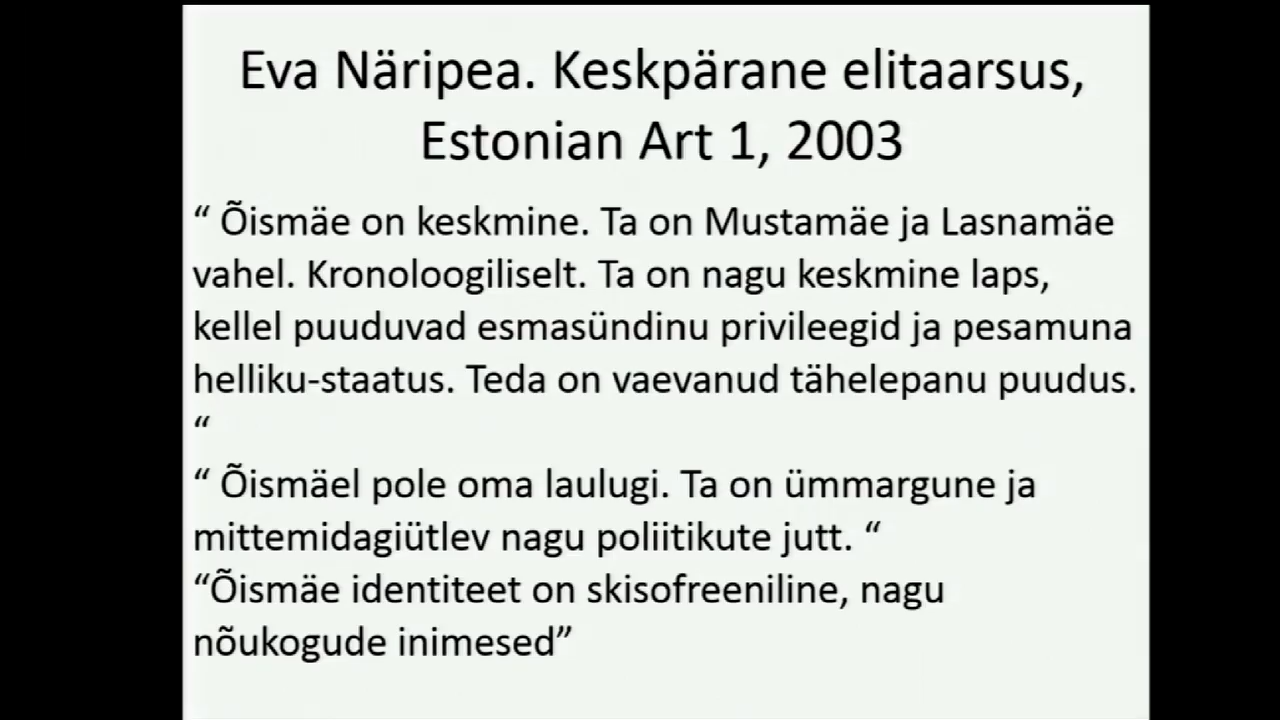 Eva Näripea. Keskpärane elitaarsus,
Estonian Art 1, 2003
“ Õismäe on keskmine. Ta on Mustamäe ja Lasnamäe
vahel. Kronoloogiliselt. Ta on nagu keskmine laps,
kellel puuduvad esmasündinu privileegid ja pesamuna
helliku-staatus. Teda on vaevanud tähelepanu puudus.
“
“ Õismäel pole oma laulugi. Ta on ümmargune ja
mittemidagiütlev nagu poliitikute jutt. “
“Õismäe identiteet on skisofreeniline, nagu
nõukogude inimesed”